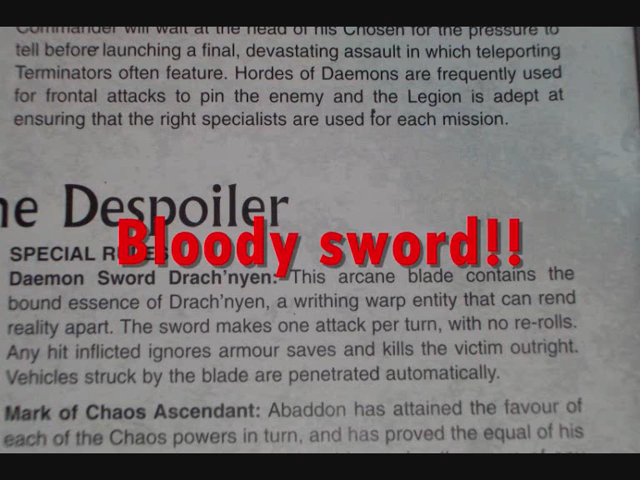 Commander will wait at the head of his Chosen for the pressure to
tell before launching a final, devastating assault in which teleporting
Terminators often feature. Hordes of Daemons are frequently used
for frontal attacks to pin the enemy and the Legion is adept at
ensuring that the right specialists are used for each mission.
he Despoiler
Bloody sword!!
SPECIAL RULES
Daemon Sword Drach'nyen: This arcane blade contains the
bound essence of Drach'nyen, a writhing warp entity that can rend
reality apart. The sword makes one attack per turn, with no re-rolls.
Any hit inflicted ignores armour saves and kills the victim outright.
Vehicles struck by the blade are penetrated automatically.
Mark of Chaos Ascendant: Abaddon has attained the favour of
each of the Chaos powers in turn, and has proved the equal of his